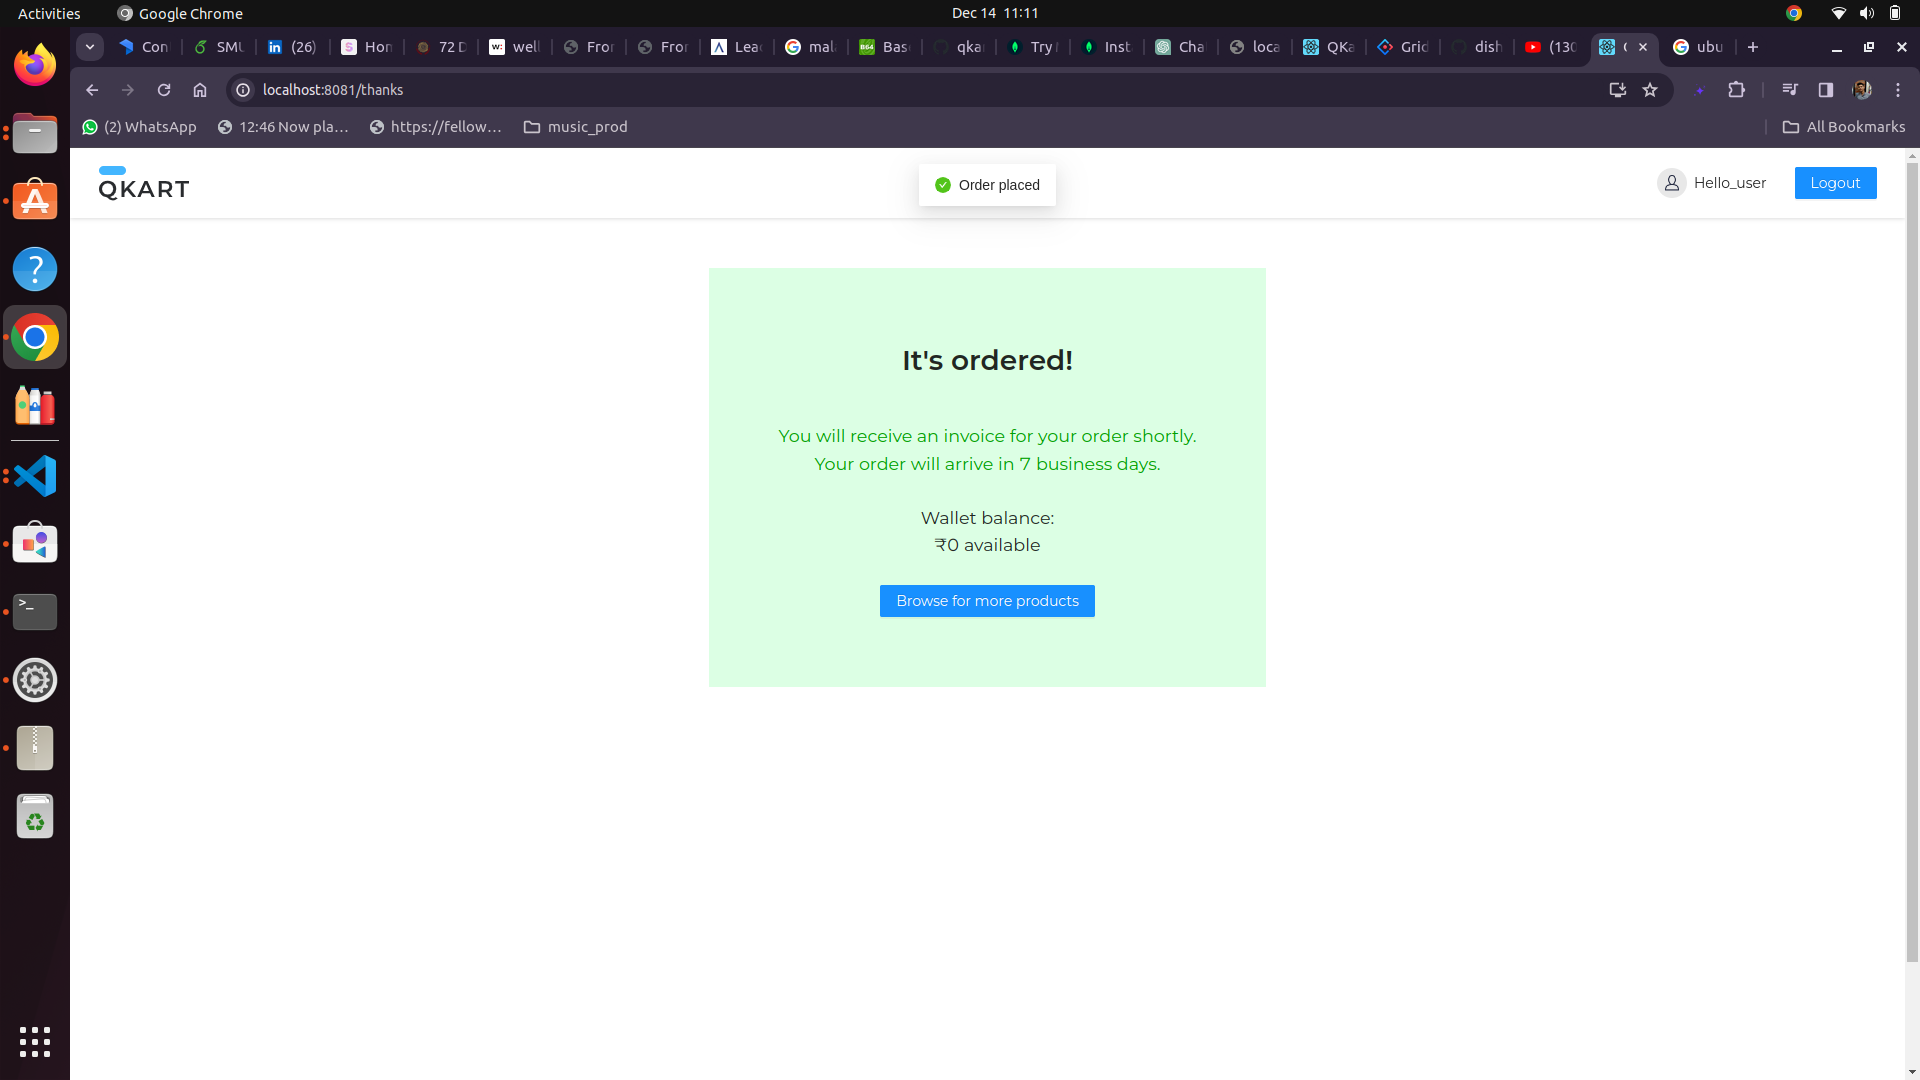 Activities
Google Chrome
Dec 14 11:11
Con
SMU
(26)
Hon
72 D
w:
well
Fron
Fron
Lea
mal
B64
Bas
qka
Try
Inst
Cha
loca
QKa
Grid
dish
(130
ubu
localhost:8081/thanks
(2) WhatsApp
12:46 Now pla...
https://fellow...
music_prod
All Bookmarks
QKART
Order placed
Hello_user
Logout
It's ordered!
You will receive an invoice for your order shortly.
Your order will arrive in 7 business days.
Wallet balance:
₹0 available
Browse for more products